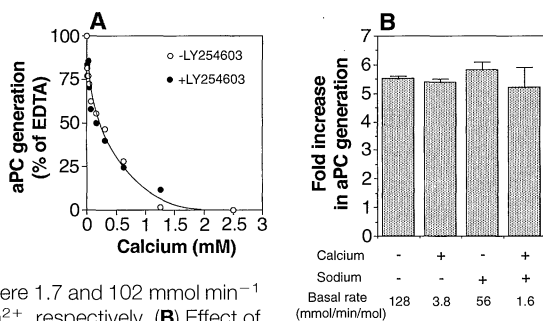 A
100
75
50
25
0
aPC generation
(% of EDTA)
-LY254603
+LY254603
0 0.5 1 1.5 2 2.5 3
Calcium (mM)
B
7
6
5
4
3
2
1
0
Fold increase
in aPC generation
Calcium - + - +
Sodium - - + +
Basal rate 128 3.8 56 1.6
(mmol/min/mol)
ere 1.7 and 102 mmol min−1
2+, respectively. (B) Effect of